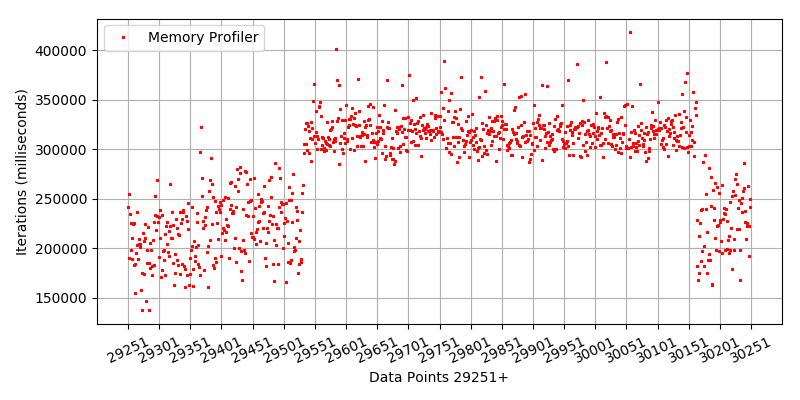 Memory Profiler
400000
350000
300000
250000
200000
150000
Iterations (milliseconds)
29251 29301 29351 29401 29451 29501 29551 29601 29651 29701 29751 29801 29851 29901 29951 30001 30051 30101 30151 30201 30251
Data Points 29251+